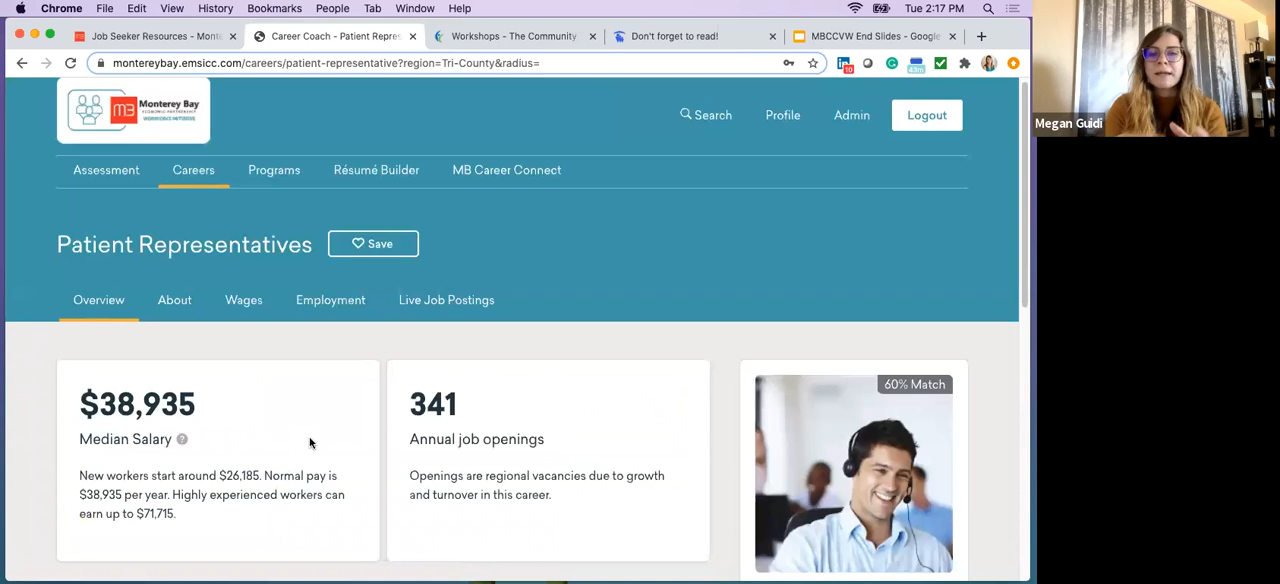 Chrome File Edit View History Bookmarks People Tab Window Help Tue 2:17 PM
Job Seeker Resources - Mont
Career Coach - Patient Repres
Workshops - The Community
Don't forget to read!
MBCCVW End Slides - Google
montereybay.emsicc.com/careers/patient-representative?region=Tri-County&radius=
10
Megan Guidi
MB Monterey Bay
ECONOMIC PARTNERSHIP
Search Profile Admin Logout
Assessment Careers Programs Résumé Builder MB Career Connect
Patient Representatives Save
Overview About Wages Employment Live Job Postings
$38,935
Median Salary ?
New workers start around $26,185. Normal pay is
$38,935 per year. Highly experienced workers can
earn up to $71,715.
341
Annual job openings
Openings are regional vacancies due to growth
and turnover in this career.
60% Match